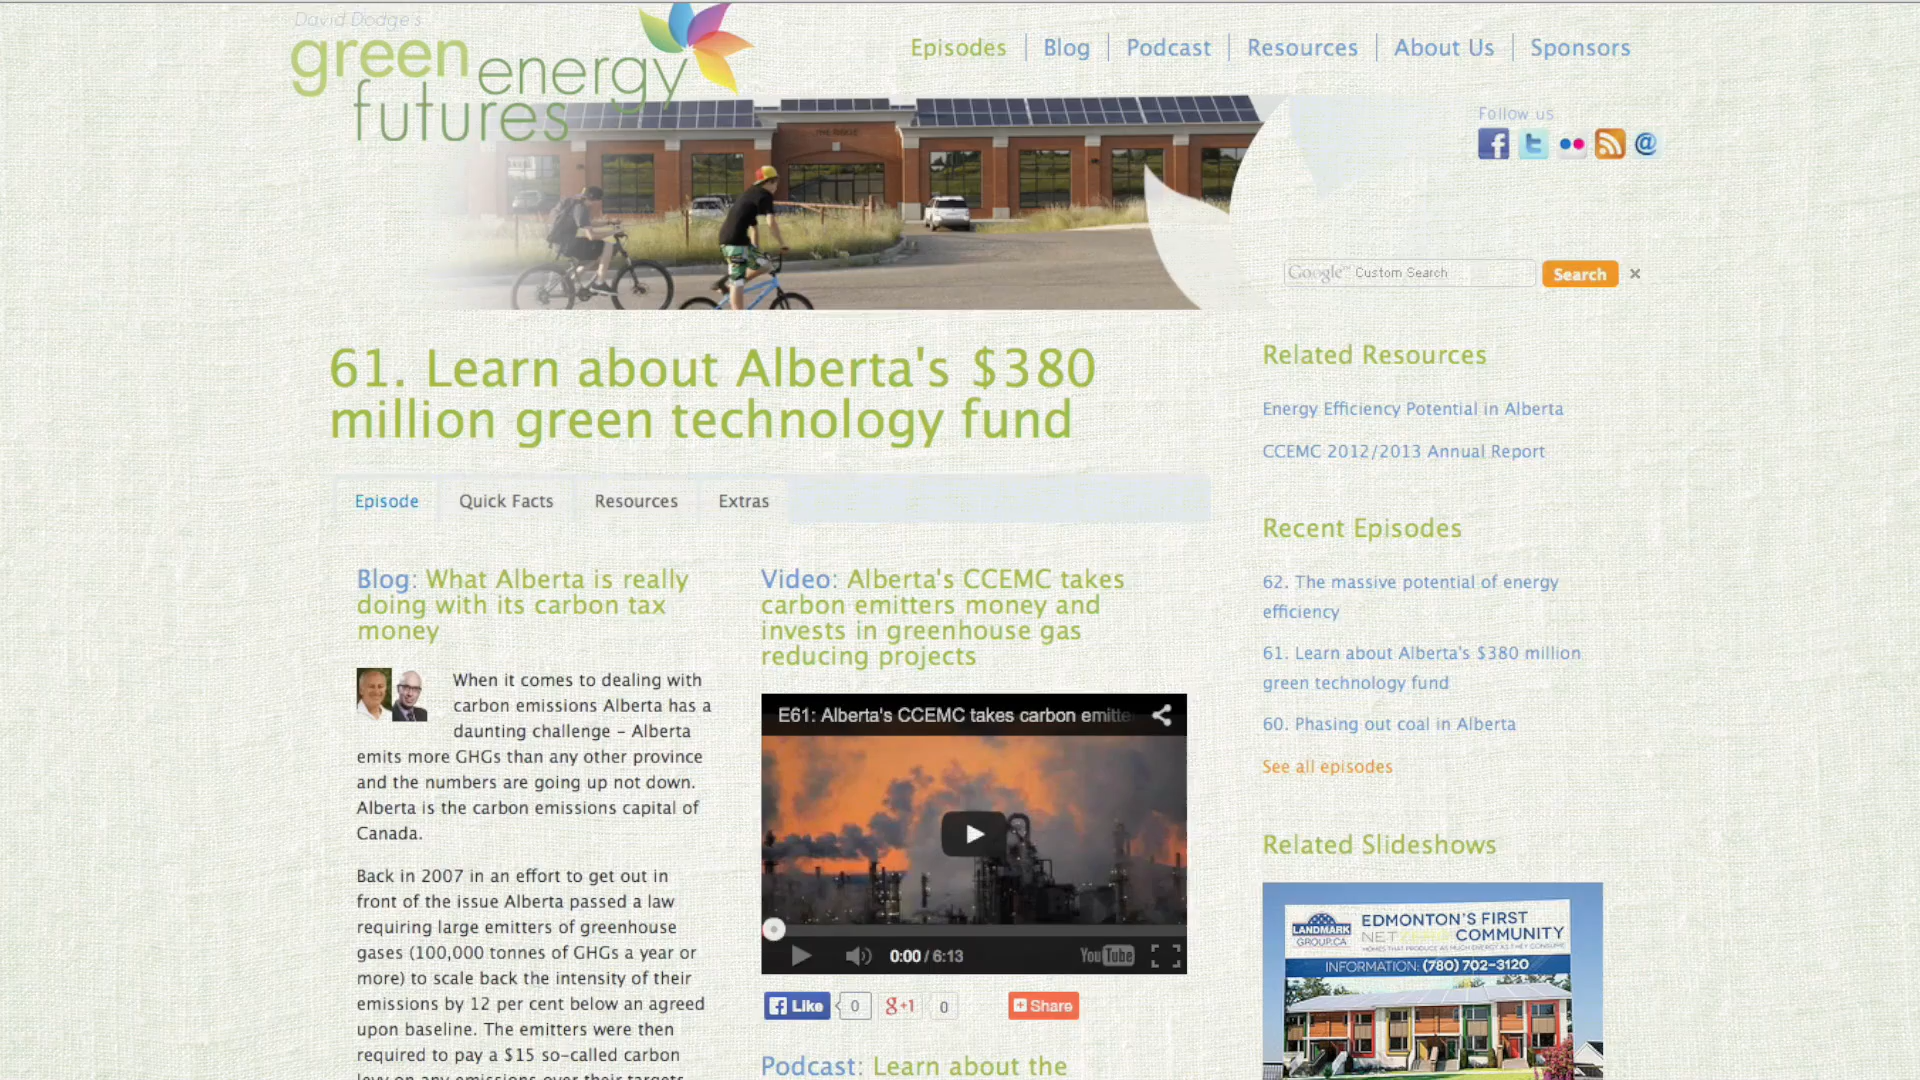 David Dodge's
green energy
futures
Episodes
Blog
Podcast
Resources
About Us
Sponsors
Follow us
Google™ Custom Search
Search
61. Learn about Alberta's $380
million green technology fund
Episode
Quick Facts
Resources
Extras
Blog: What Alberta is really
doing with its carbon tax
money
When it comes to dealing with
carbon emissions Alberta has a
daunting challenge – Alberta
emits more GHGs than any other province
and the numbers are going up not down.
Alberta is the carbon emissions capital of
Canada.
Back in 2007 in an effort to get out in
front of the issue Alberta passed a law
requiring large emitters of greenhouse
gases (100,000 tonnes of GHGs a year or
more) to scale back the intensity of their
emissions by 12 per cent below an agreed
upon baseline. The emitters were then
required to pay a $15 so-called carbon
levy on any emissions over their targets
Video: Alberta's CCEMC takes
carbon emitters money and
invests in greenhouse gas
reducing projects
E61: Alberta's CCEMC takes carbon emitte
0:00 / 6:13
YouTube
Like
0
g+1
0
Share
Podcast: Learn about the
Related Resources
Energy Efficiency Potential in Alberta
CCEMC 2012/2013 Annual Report
Recent Episodes
62. The massive potential of energy
efficiency
61. Learn about Alberta's $380 million
green technology fund
60. Phasing out coal in Alberta
See all episodes
Related Slideshows
LANDMARK
GROUP.CA
EDMONTON'S FIRST
NET ZERO COMMUNITY
HOMES THAT PRODUCE AS MUCH ENERGY AS THEY CONSUME
INFORMATION: (780) 702-3120